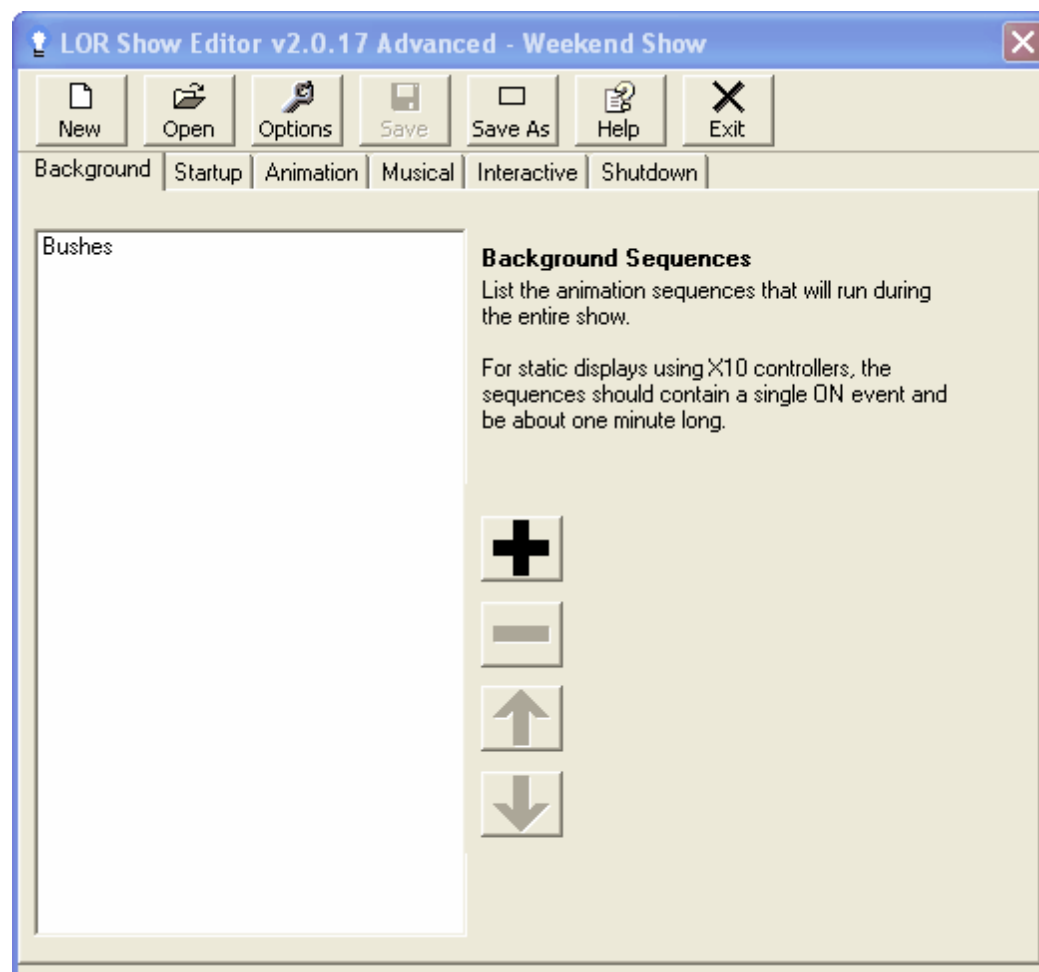 LOR Show Editor v2.0.17 Advanced - Weekend Show
New Open Options Save Save As Help Exit
Background Startup Animation Musical Interactive Shutdown
Bushes
Background Sequences
List the animation sequences that will run during
the entire show.
For static displays using X10 controllers, the
sequences should contain a single ON event and
be about one minute long.